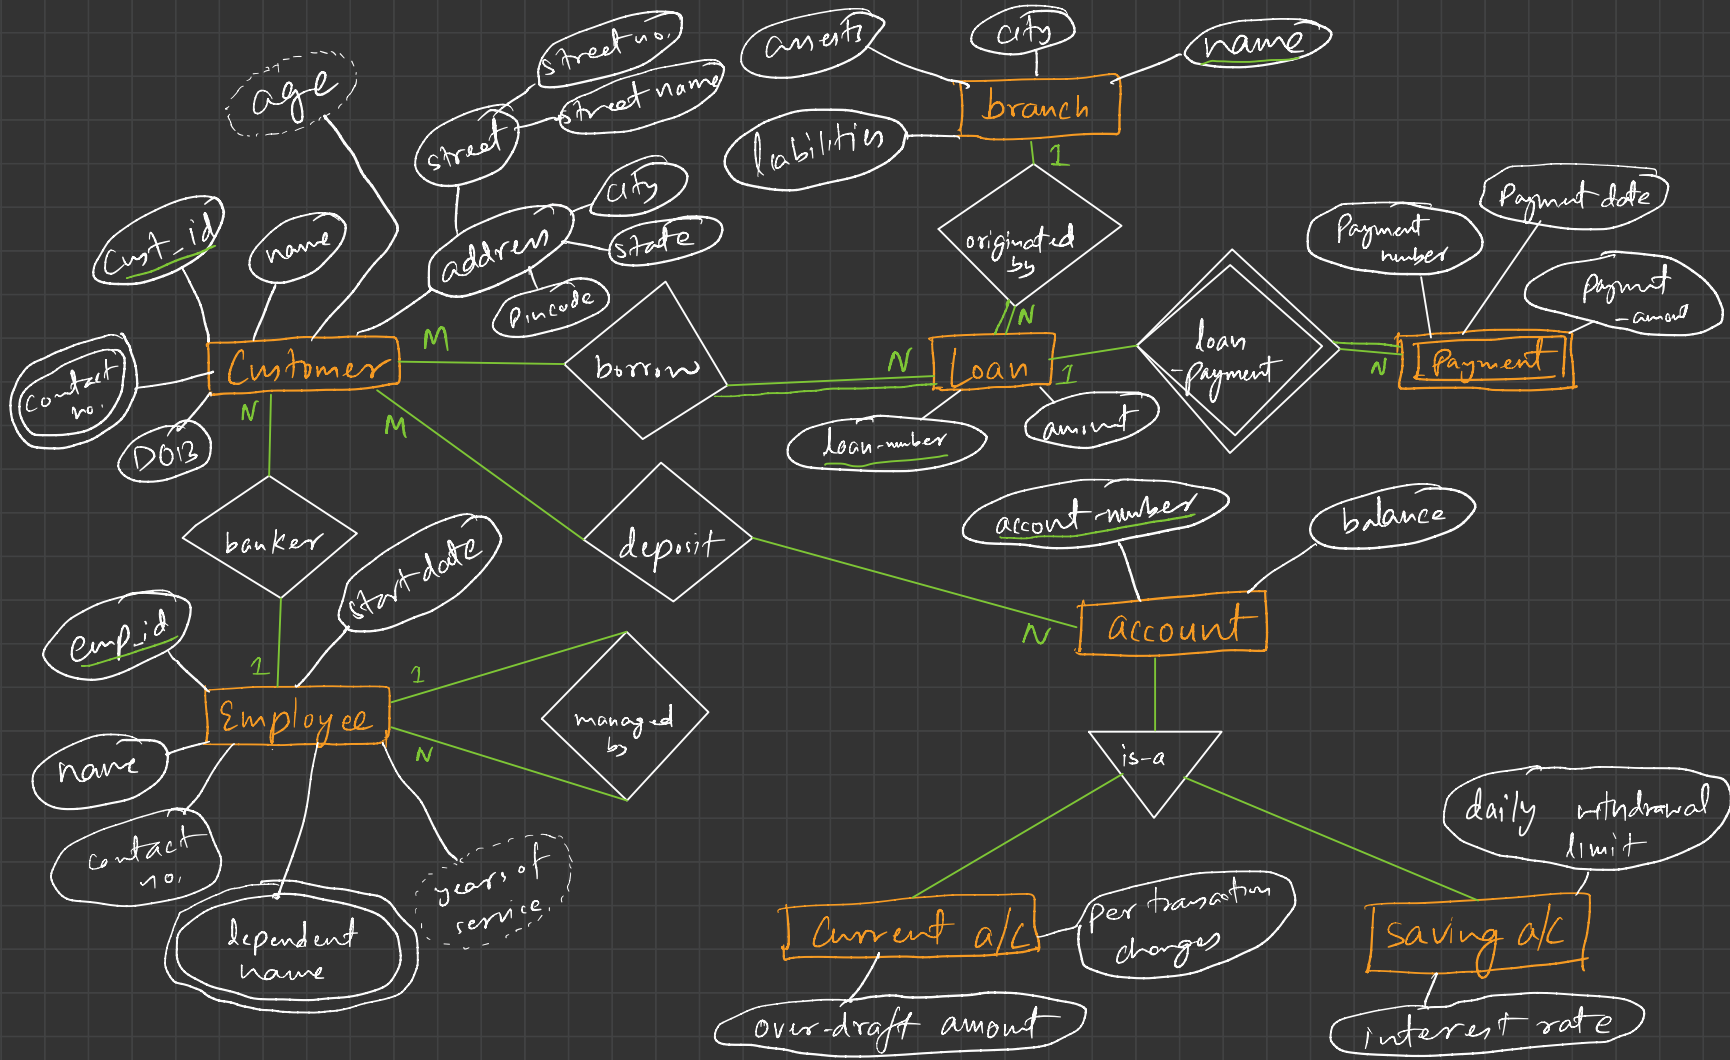 assests
city
name
branch
liabilities
1
originated
by
N
age
street no.
street name
street
city
state
address
pincode
cust_id
name
contact
no.
DOB
Customer
M
borrow
N
Loan
1
loan-number
amount
loan
-payment
N
Payment
Payment
number
Payment date
Payment
-amount
N
M
banker
deposit
N
account-number
balance
account
start date
emp_id
1
Employee
1
N
managed
by
name
contact
no.
dependent
name
years of
service
is-a
Current a/c
per transaction
charges
over-draft amount
saving a/c
daily withdrawal
limit
interest rate